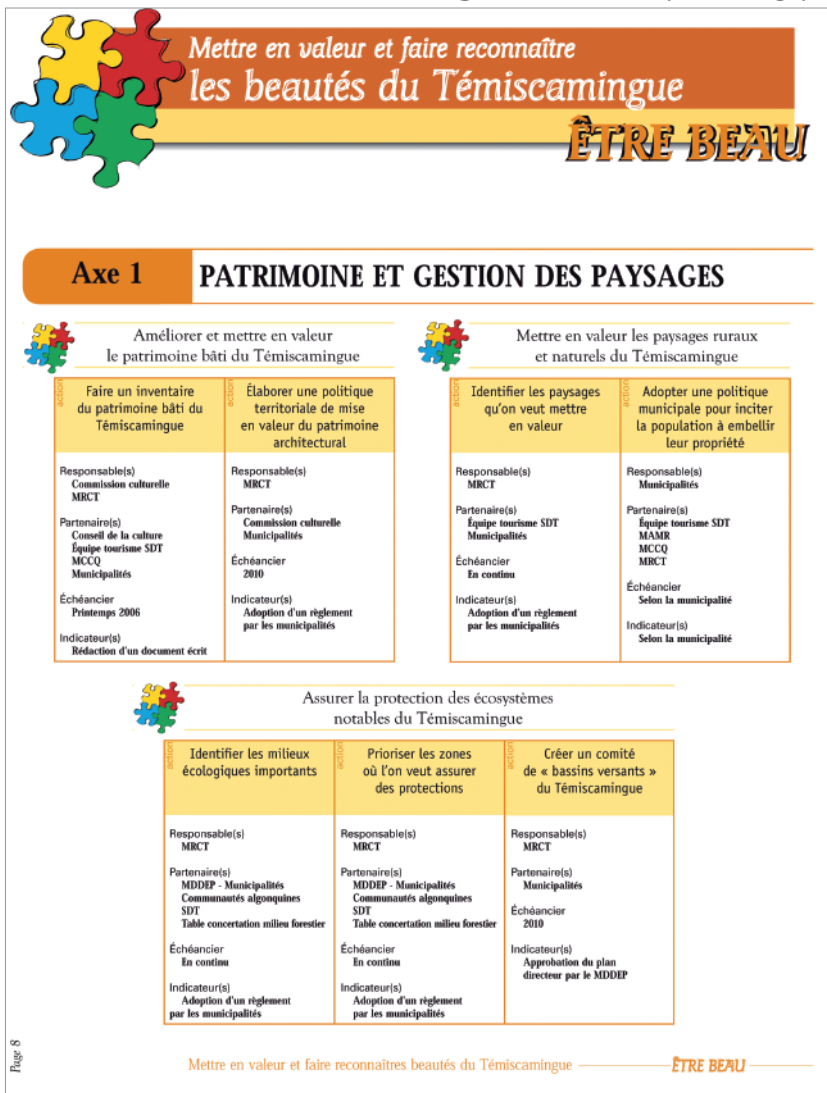 Mettre en valeur et faire reconnaître
les beautés du Témiscamingue
ÊTRE BEAU
Axe 1 PATRIMOINE ET GESTION DES PAYSAGES
Améliorer et mettre en valeur
le patrimoine bâti du Témiscamingue
action
Faire un inventaire
du patrimoine bâti du
Témiscamingue
Responsable(s)
Commission culturelle
MRCT
Partenaire(s)
Conseil de la culture
Équipe tourisme SDT
MCCQ
Municipalités
Échéancier
Printemps 2006
Indicateur(s)
Rédaction d'un document écrit
action
Élaborer une politique
territoriale de mise
en valeur du patrimoine
architectural
Responsable(s)
MRCT
Partenaire(s)
Commission culturelle
Municipalités
Échéancier
2010
Indicateur(s)
Adoption d'un règlement
par les municipalités
Mettre en valeur les paysages ruraux
et naturels du Témiscamingue
action
Identifier les paysages
qu'on veut mettre
en valeur
Responsable(s)
MRCT
Partenaire(s)
Équipe tourisme SDT
Municipalités
Échéancier
En continu
Indicateur(s)
Adoption d'un règlement
par les municipalités
action
Adopter une politique
municipale pour inciter
la population à embellir
leur propriété
Responsable(s)
Municipalités
Partenaire(s)
Équipe tourisme SDT
MAMR
MCCQ
MRCT
Échéancier
Selon la municipalité
Indicateur(s)
Selon la municipalité
Assurer la protection des écosystèmes
notables du Témiscamingue
action
Identifier les milieux
écologiques importants
Responsable(s)
MRCT
Partenaire(s)
MDDEP - Municipalités
Communautés algonquines
SDT
Table concertation milieu forestier
Échéancier
En continu
Indicateur(s)
Adoption d'un règlement
par les municipalités
action
Prioriser les zones
où l'on veut assurer
des protections
Responsable(s)
MRCT
Partenaire(s)
MDDEP - Municipalités
Communautés algonquines
SDT
Table concertation milieu forestier
Échéancier
En continu
Indicateur(s)
Adoption d'un règlement
par les municipalités
action
Créer un comité
de « bassins versants »
du Témiscamingue
Responsable(s)
MRCT
Partenaire(s)
Municipalités
Échéancier
2010
Indicateur(s)
Approbation du plan
directeur par le MDDEP
Page 8
Mettre en valeur et faire reconnaîtres beautés du Témiscamingue ÊTRE BEAU